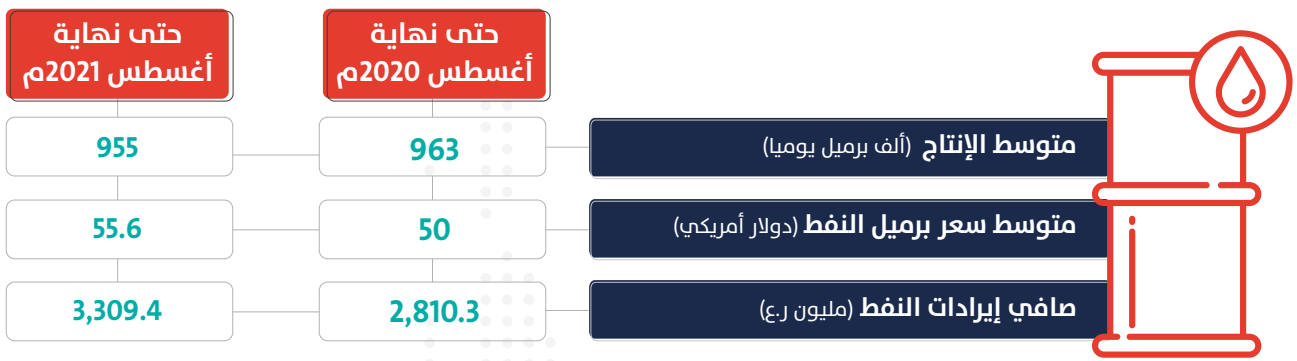 حتى نهاية
أغسطس 2020م
حتى نهاية
أغسطس 2021م
متوسط الإنتاج (ألف برميل يوميا)
963
955
متوسط سعر برميل النفط (دولار أمريكي)
50
55.6
صافي إيرادات النفط (مليون ر.ع)
2,810.3
3,309.4